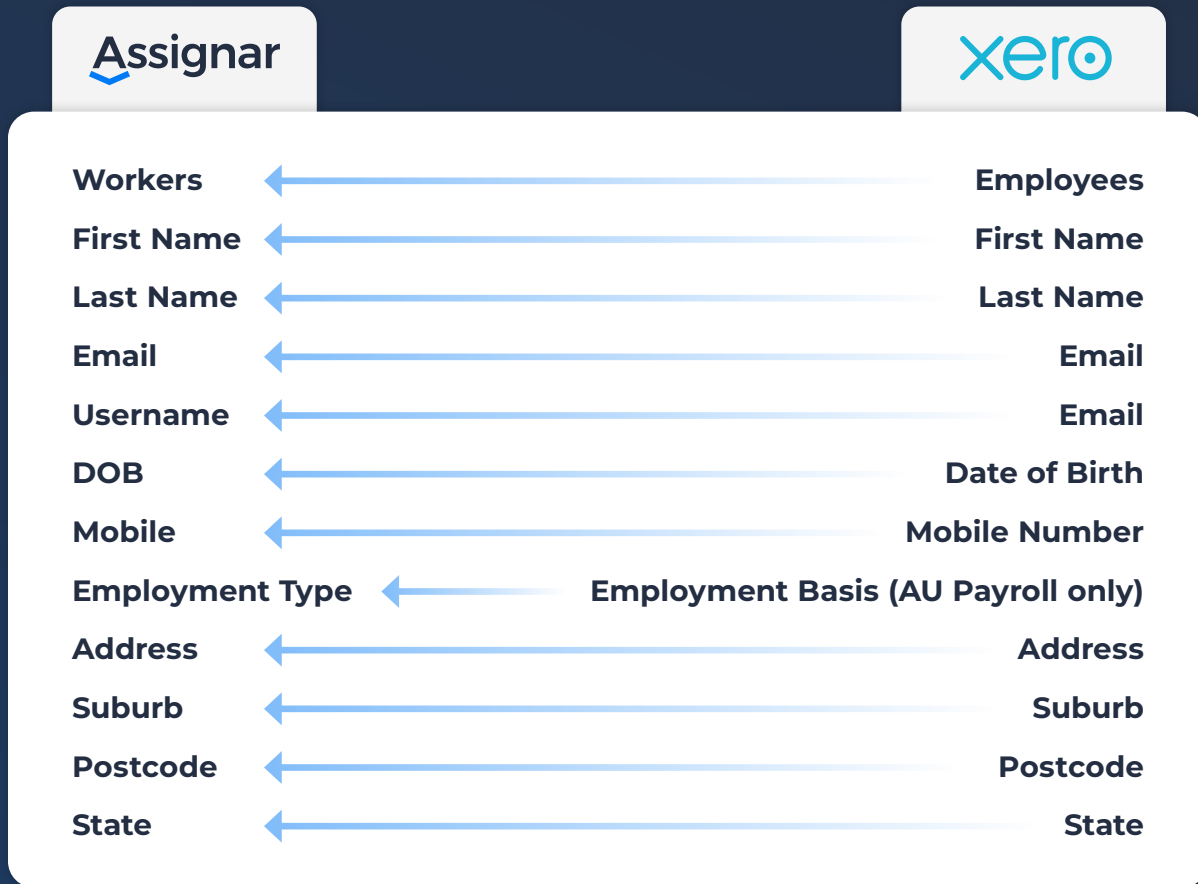 Assignar xero
Workers Employees
First Name First Name
Last Name Last Name
Email Email
Username Email
DOB Date of Birth
Mobile Mobile Number
Employment Type Employment Basis (AU Payroll only)
Address Address
Suburb Suburb
Postcode Postcode
State State